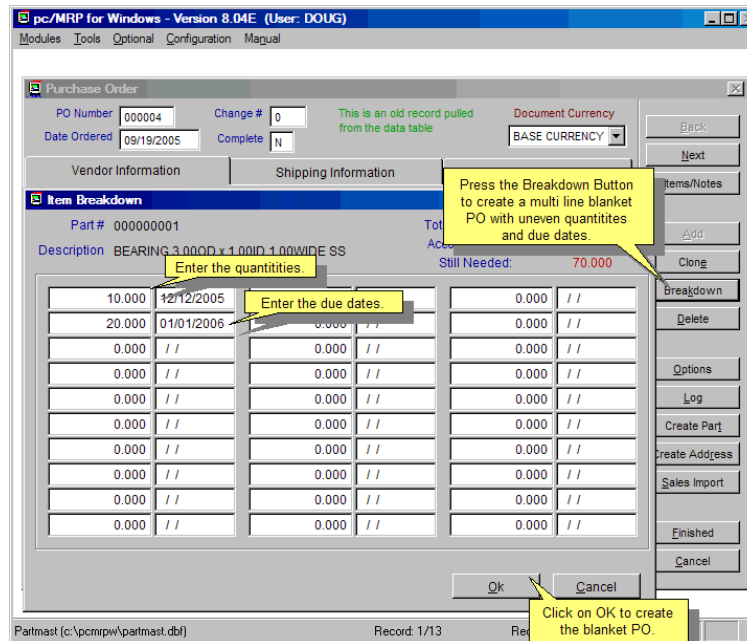 pc/MRP for Windows - Version 8.04E (User: DOUG)
Modules Tools Optional Configuration Manual
Purchase Order
PO Number 000004 Change # 0 This is an old record pulled from the data table Document Currency
Date Ordered 09/19/2005 Complete N BASE CURRENCY
Vendor Information Shipping Information
Back
Next
Items/Notes
Add
Clone
Breakdown
Delete
Options
Log
Create Part
Create Address
Sales Import
Finished
Cancel
Press the Breakdown Button
to create a multi line blanket
PO with uneven quantitites
and due dates.
Item Breakdown
Part # 000000001
Description BEARING 3.00OD x 1.00ID 1.00WIDE SS
Still Needed: 70.000
Enter the quantitities.
Enter the due dates.
10.000 12/12/2005 0.000 / /
20.000 01/01/2006 0.000 / /
0.000 / / 0.000 / / 0.000 / /
0.000 / / 0.000 / / 0.000 / /
0.000 / / 0.000 / / 0.000 / /
0.000 / / 0.000 / / 0.000 / /
0.000 / / 0.000 / / 0.000 / /
0.000 / / 0.000 / / 0.000 / /
0.000 / / 0.000 / / 0.000 / /
0.000 / / 0.000 / / 0.000 / /
Ok Cancel
Click on OK to create
the blanket PO.
Partmast (c:\pcmrpw\partmast.dbf) Record: 1/13